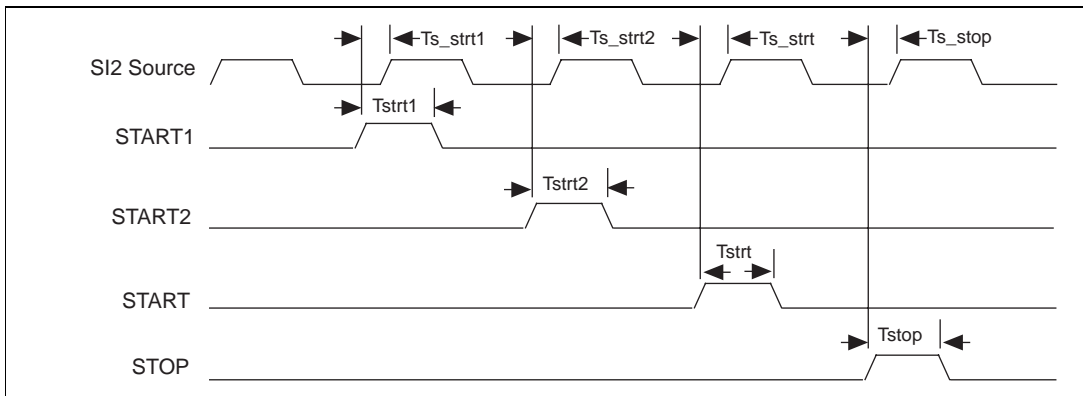 Ts_strt1 Ts_strt2 Ts_strt Ts_stop
SI2 Source
Tstrt1
START1
Tstrt2
START2
Tstrt
START
Tstop
STOP